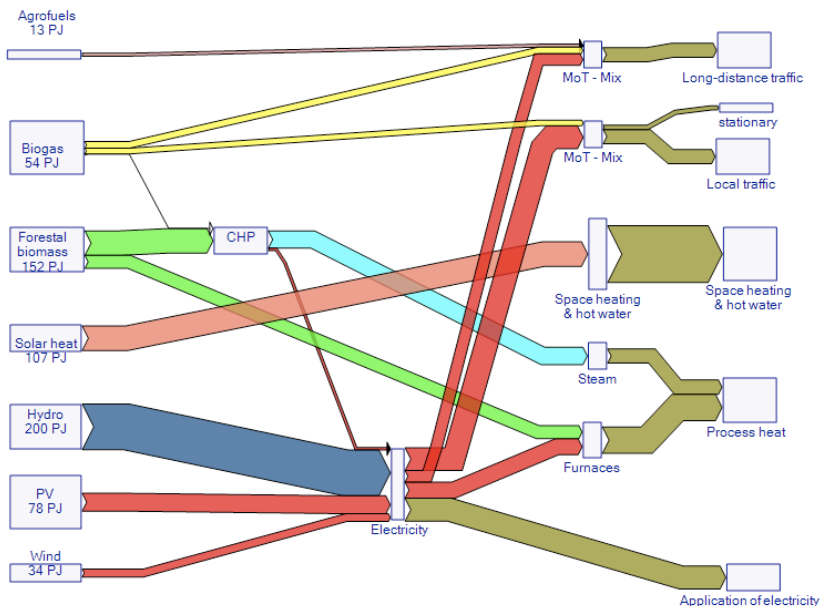 Agrofuels
13 PJ
MoT - Mix
Long-distance traffic
stationary
Biogas
54 PJ
MoT - Mix
Local traffic
Forestal
biomass
152 PJ
CHP
Space heating
& hot water
Space heating
& hot water
Solar heat
107 PJ
Steam
Hydro
200 PJ
Process heat
Furnaces
PV
78 PJ
Electricity
Wind
34 PJ
Application of electricity